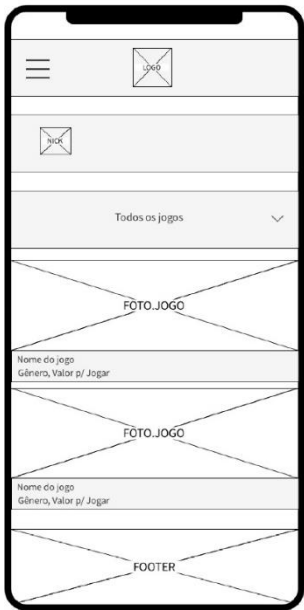 LOGO
NICK
Todos os jogos
FOTO.JOGO
Nome do jogo
Gênero, Valor p/ Jogar
FOTO.JOGO
Nome do jogo
Gênero, Valor p/ Jogar
FOOTER